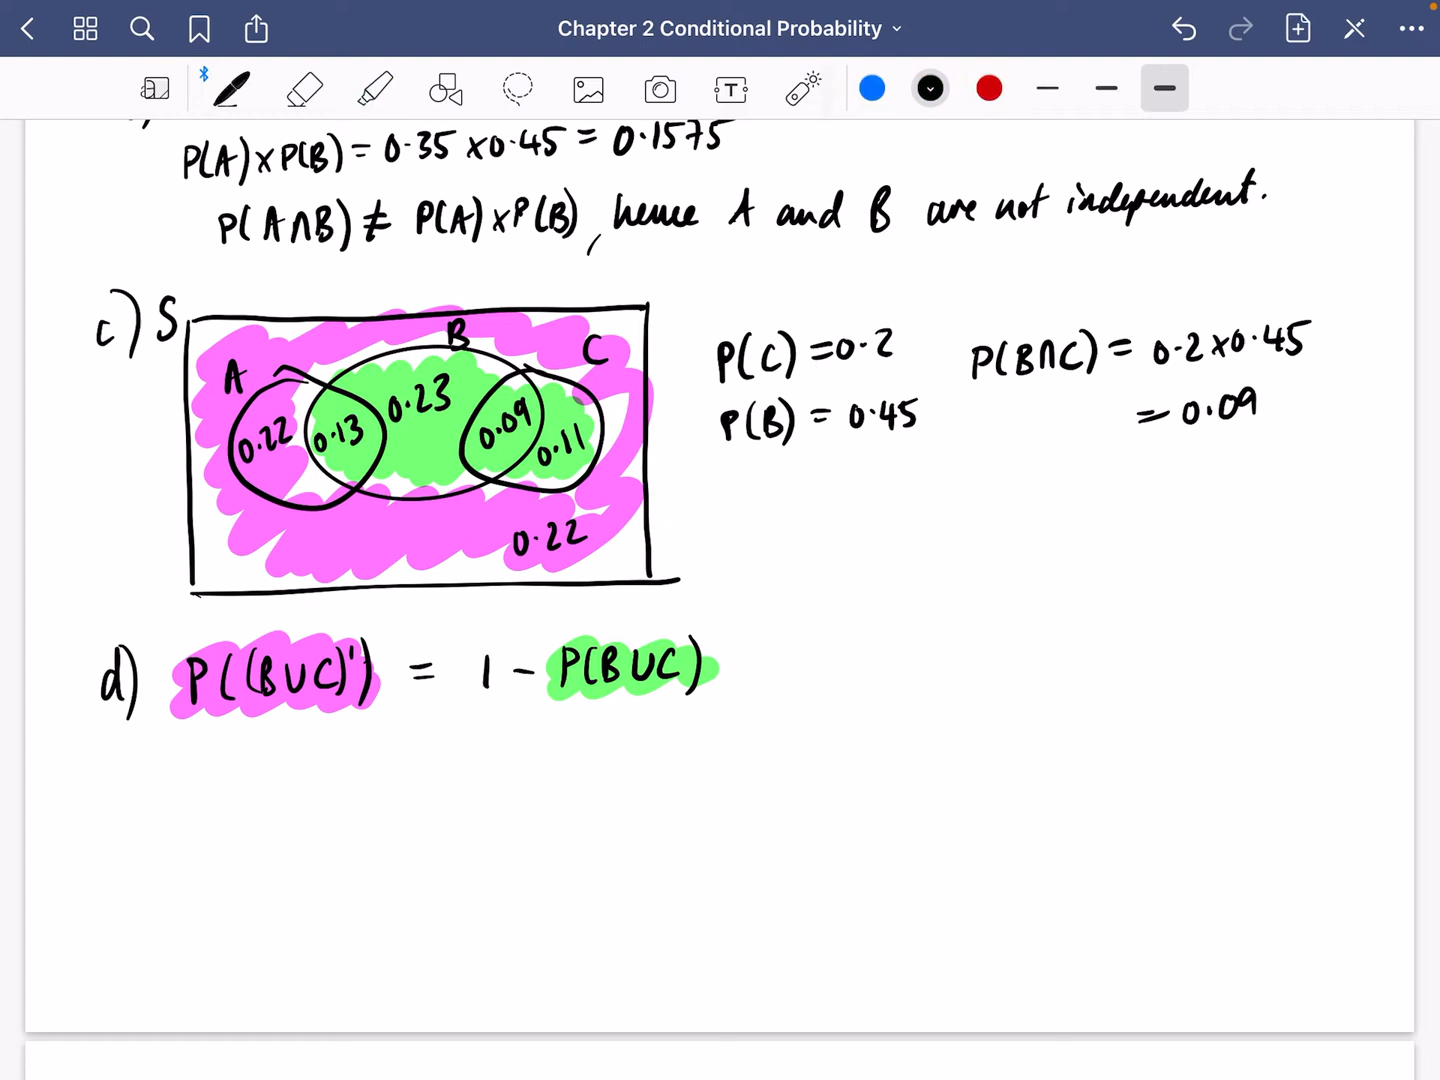 Chapter 2 Conditional Probability
P(A)×P(B) = 0.35 ×0.45 = 0.1575
P(A∩B) ≠ P(A)×P(B), hence A and B are not independent.
c) S
A B C
0.22 0.13 0.23 0.09 0.11
0.22
P(C) = 0.2
P(B) = 0.45
P(B∩C) = 0.2×0.45
= 0.09
d) P((B∪C)') = 1 - P(B∪C)